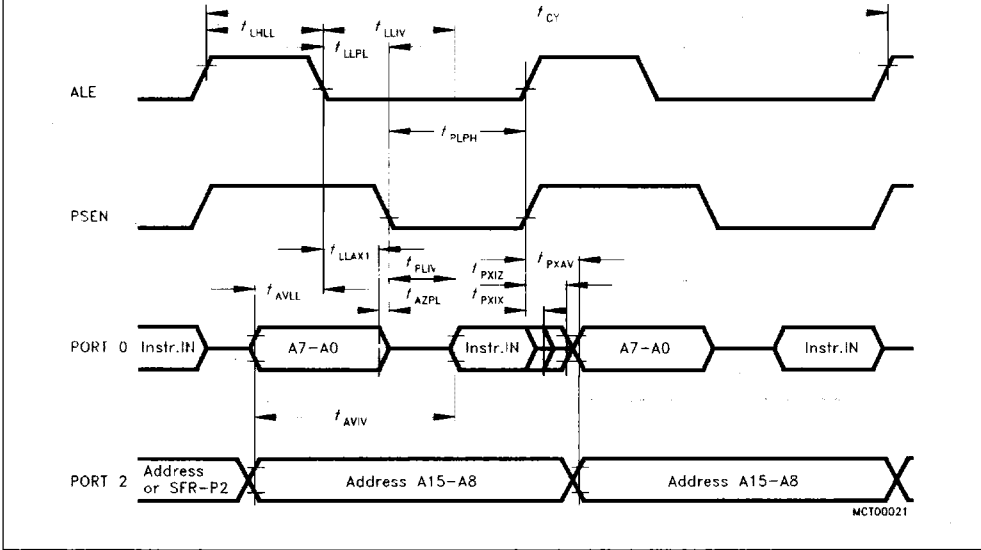 t CY
t LHLL
t LLIV
t LLPL
ALE
t PLPH
PSEN
t LLAX1
t PLIV
t PXIZ
t PXAV
t AVLL
t AZPL
t PXIX
PORT 0
Instr.IN
A7-A0
Instr.IN
A7-A0
Instr.IN
t AVIV
PORT 2
Address
or SFR-P2
Address A15-A8
Address A15-A8
MCT00021